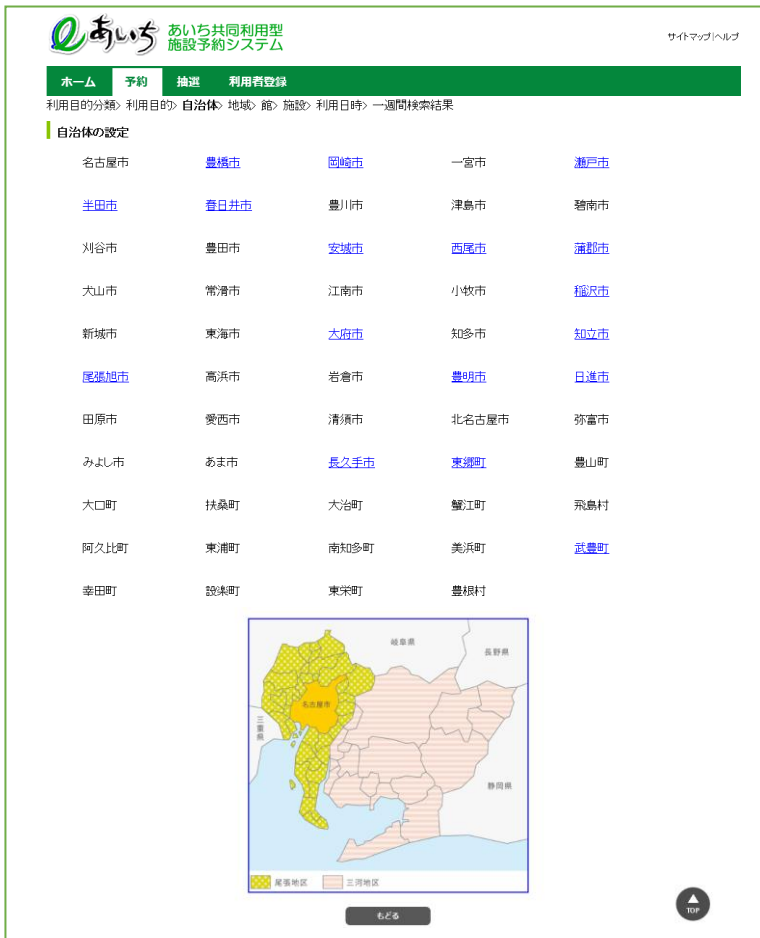 あいち あいち共同利用型
施設予約システム
サイトマップ|ヘルプ
ホーム 予約 抽選 利用者登録
利用目的分類> 利用目的> 自治体> 地域> 館> 施設> 利用日時> 一週間検索結果
自治体の設定
名古屋市 豊橋市 岡崎市 一宮市 瀬戸市
半田市 春日井市 豊川市 津島市 碧南市
刈谷市 豊田市 安城市 西尾市 蒲郡市
犬山市 常滑市 江南市 小牧市 稲沢市
新城市 東海市 大府市 知多市 知立市
尾張旭市 高浜市 岩倉市 豊明市 日進市
田原市 愛西市 清須市 北名古屋市 弥富市
みよし市 あま市 長久手市 東郷町 豊山町
大口町 扶桑町 大治町 蟹江町 飛島村
阿久比町 東浦町 南知多町 美浜町 武豊町
幸田町 設楽町 東栄町 豊根村
岐阜県
長野県
名古屋市
三重県
静岡県
尾張地区 三河地区
もどる
TOP